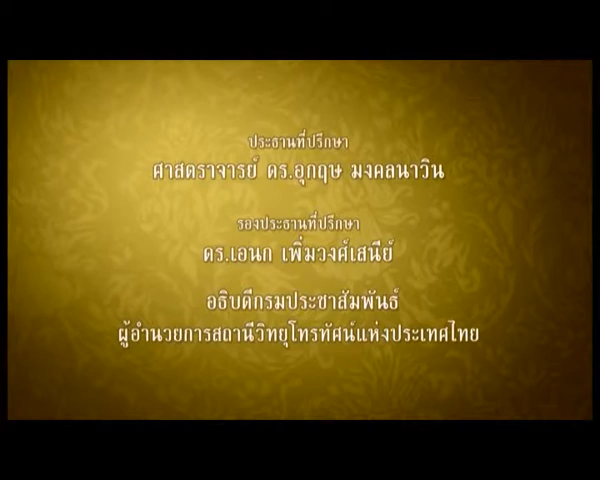 ประธานที่ปรึกษา
ศาสตราจารย์ ดร.อุกฤษ มงคลนาวิน
รองประธานที่ปรึกษา
ดร.เอนก เพิ่มวงศ์เสนีย์
อธิบดีกรมประชาสัมพันธ์
ผู้อำนวยการสถานีวิทยุโทรทัศน์แห่งประเทศไทย